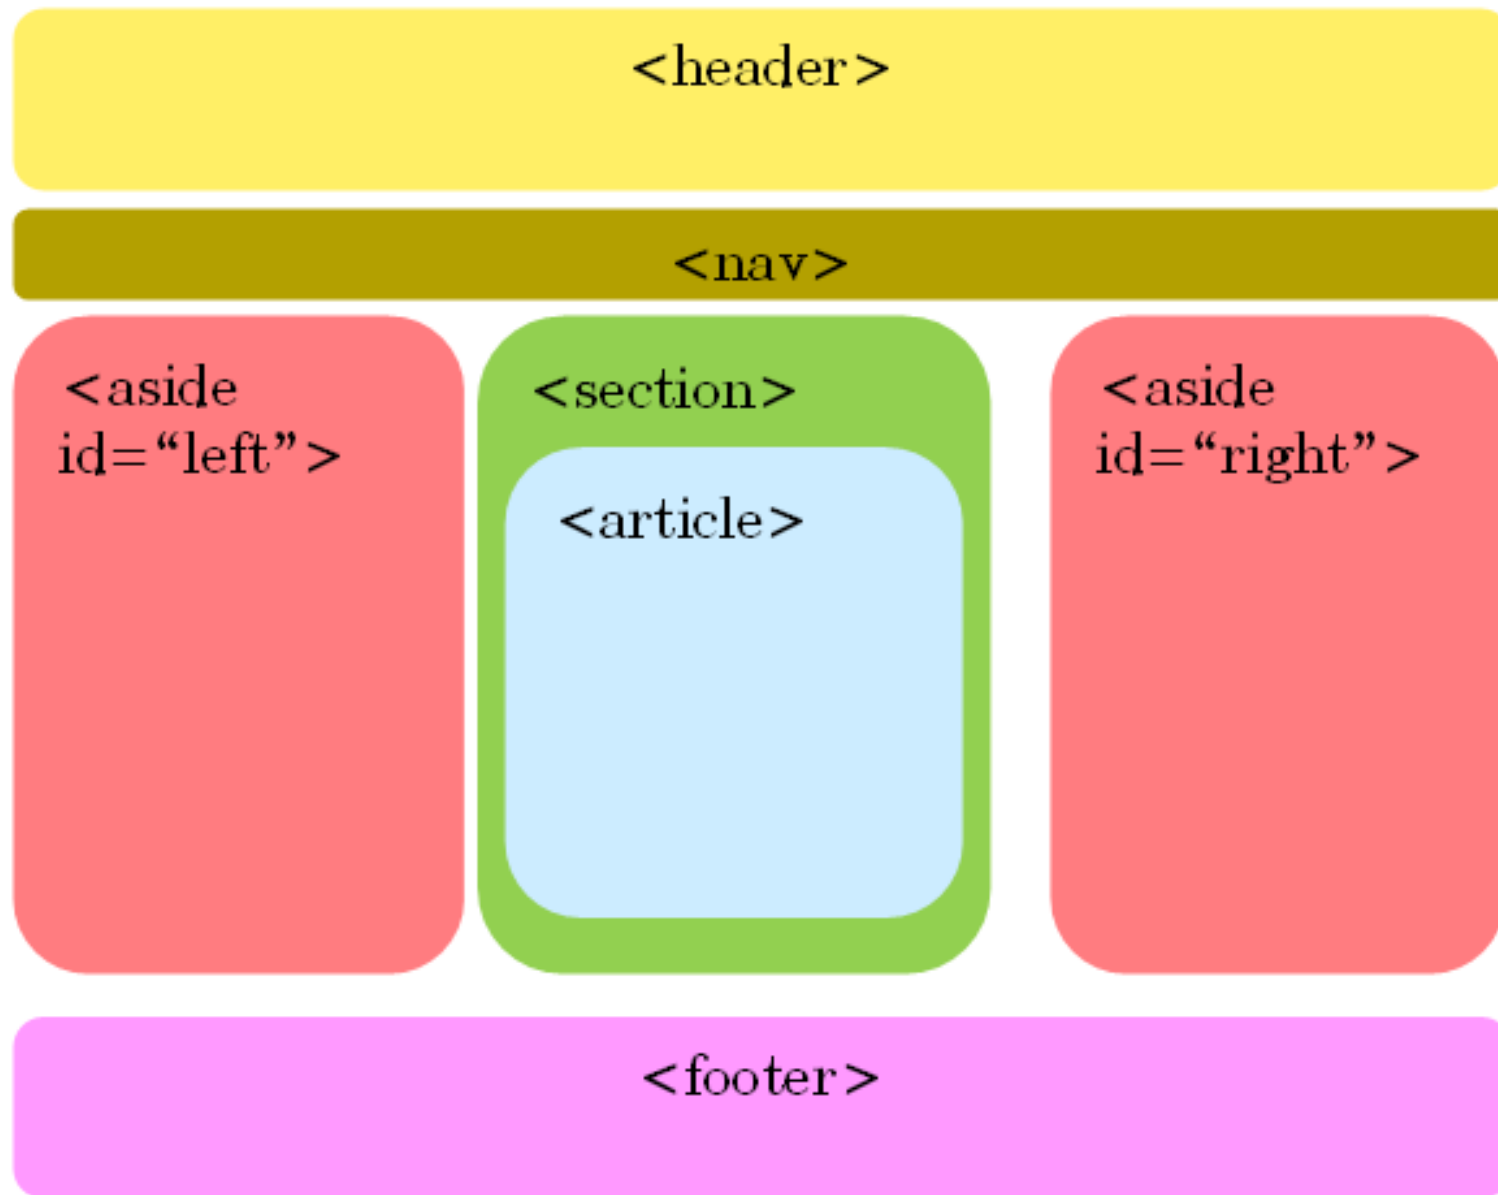 <header>
<nav>
<aside
id=“left”>
<section>
<article>
<aside
id=“right”>
<footer>